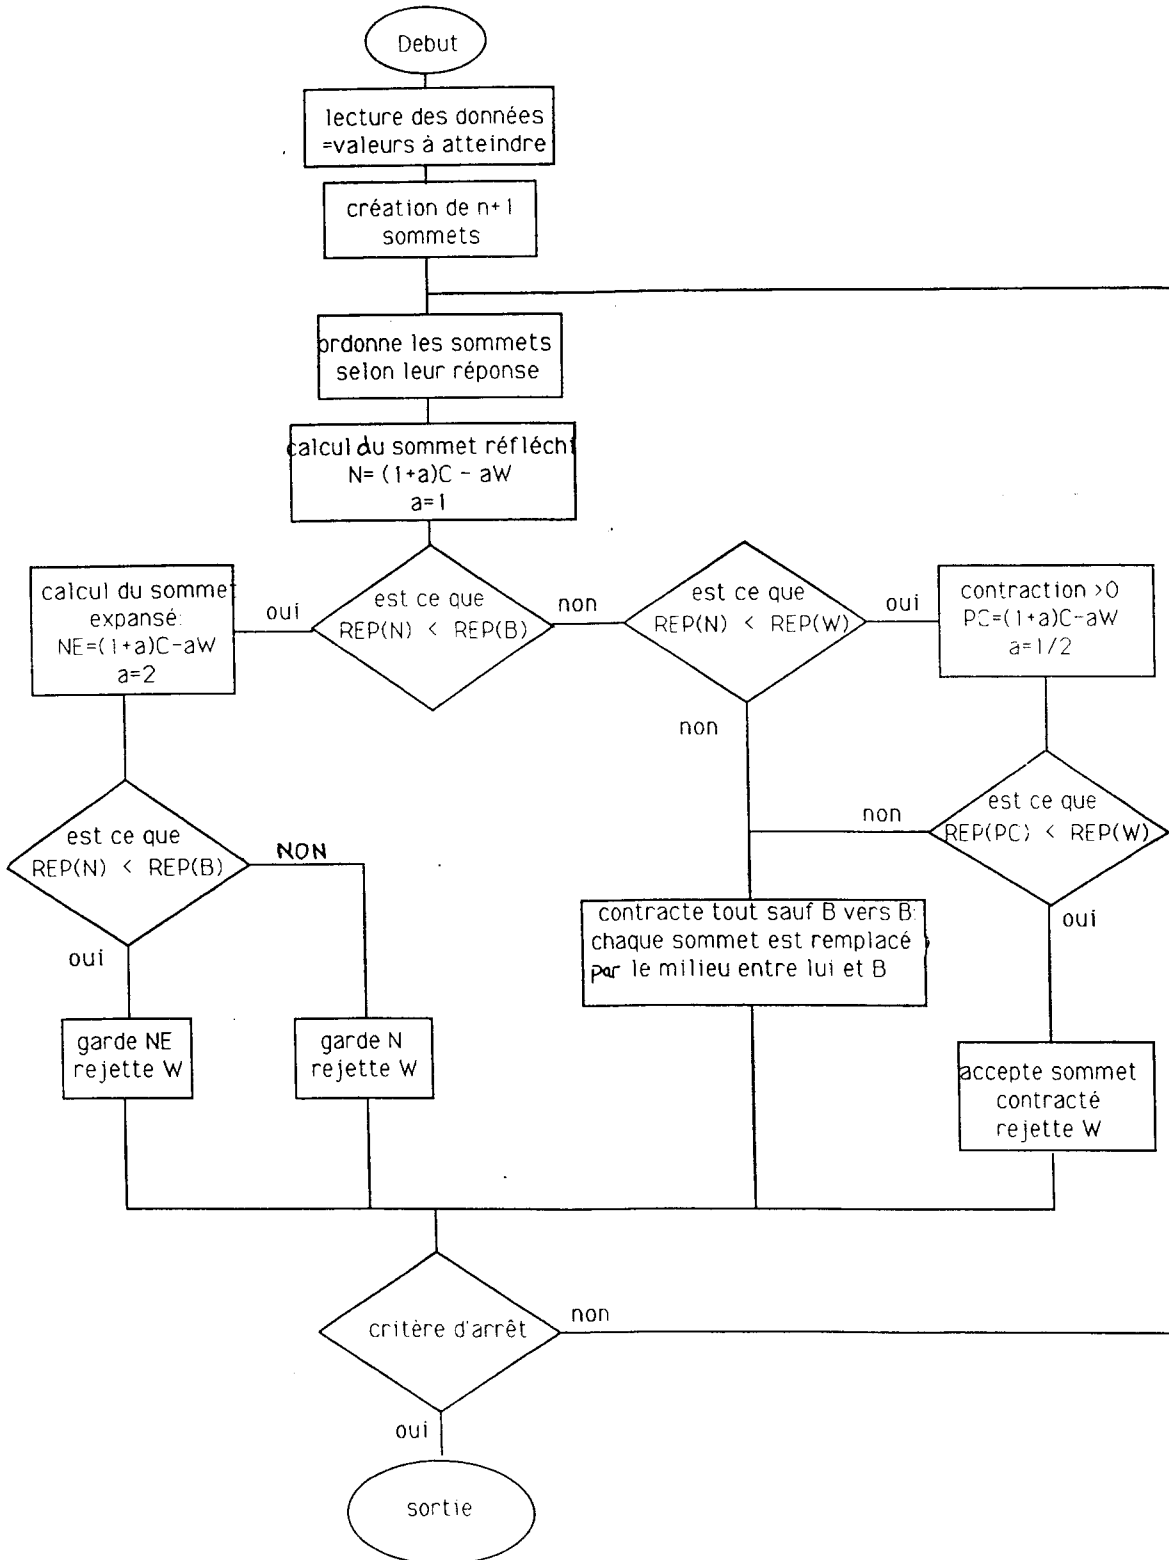 Debut
lecture des données
=valeurs à atteindre
création de n+1
sommets
ordonne les sommets
selon leur réponse
calcul du sommet réfléchi
N= (1+a)C - aW
a=1
calcul du somme
expansé:
NE=(1+a)C-aW
a=2
oui
est ce que
REP(N) < REP(B)
non
est ce que
REP(N) < REP(W)
oui
contraction >0
PC=(1+a)C-aW
a=1/2
non
est ce que
REP(N) < REP(B)
NON
non
est ce que
REP(PC) < REP(W)
oui
contracte tout sauf B vers B:
chaque sommet est remplacé
par le milieu entre lui et B
oui
garde NE
rejette W
garde N
rejette W
accepte sommet
contracté
rejette W
critère d'arrêt
non
oui
sortie